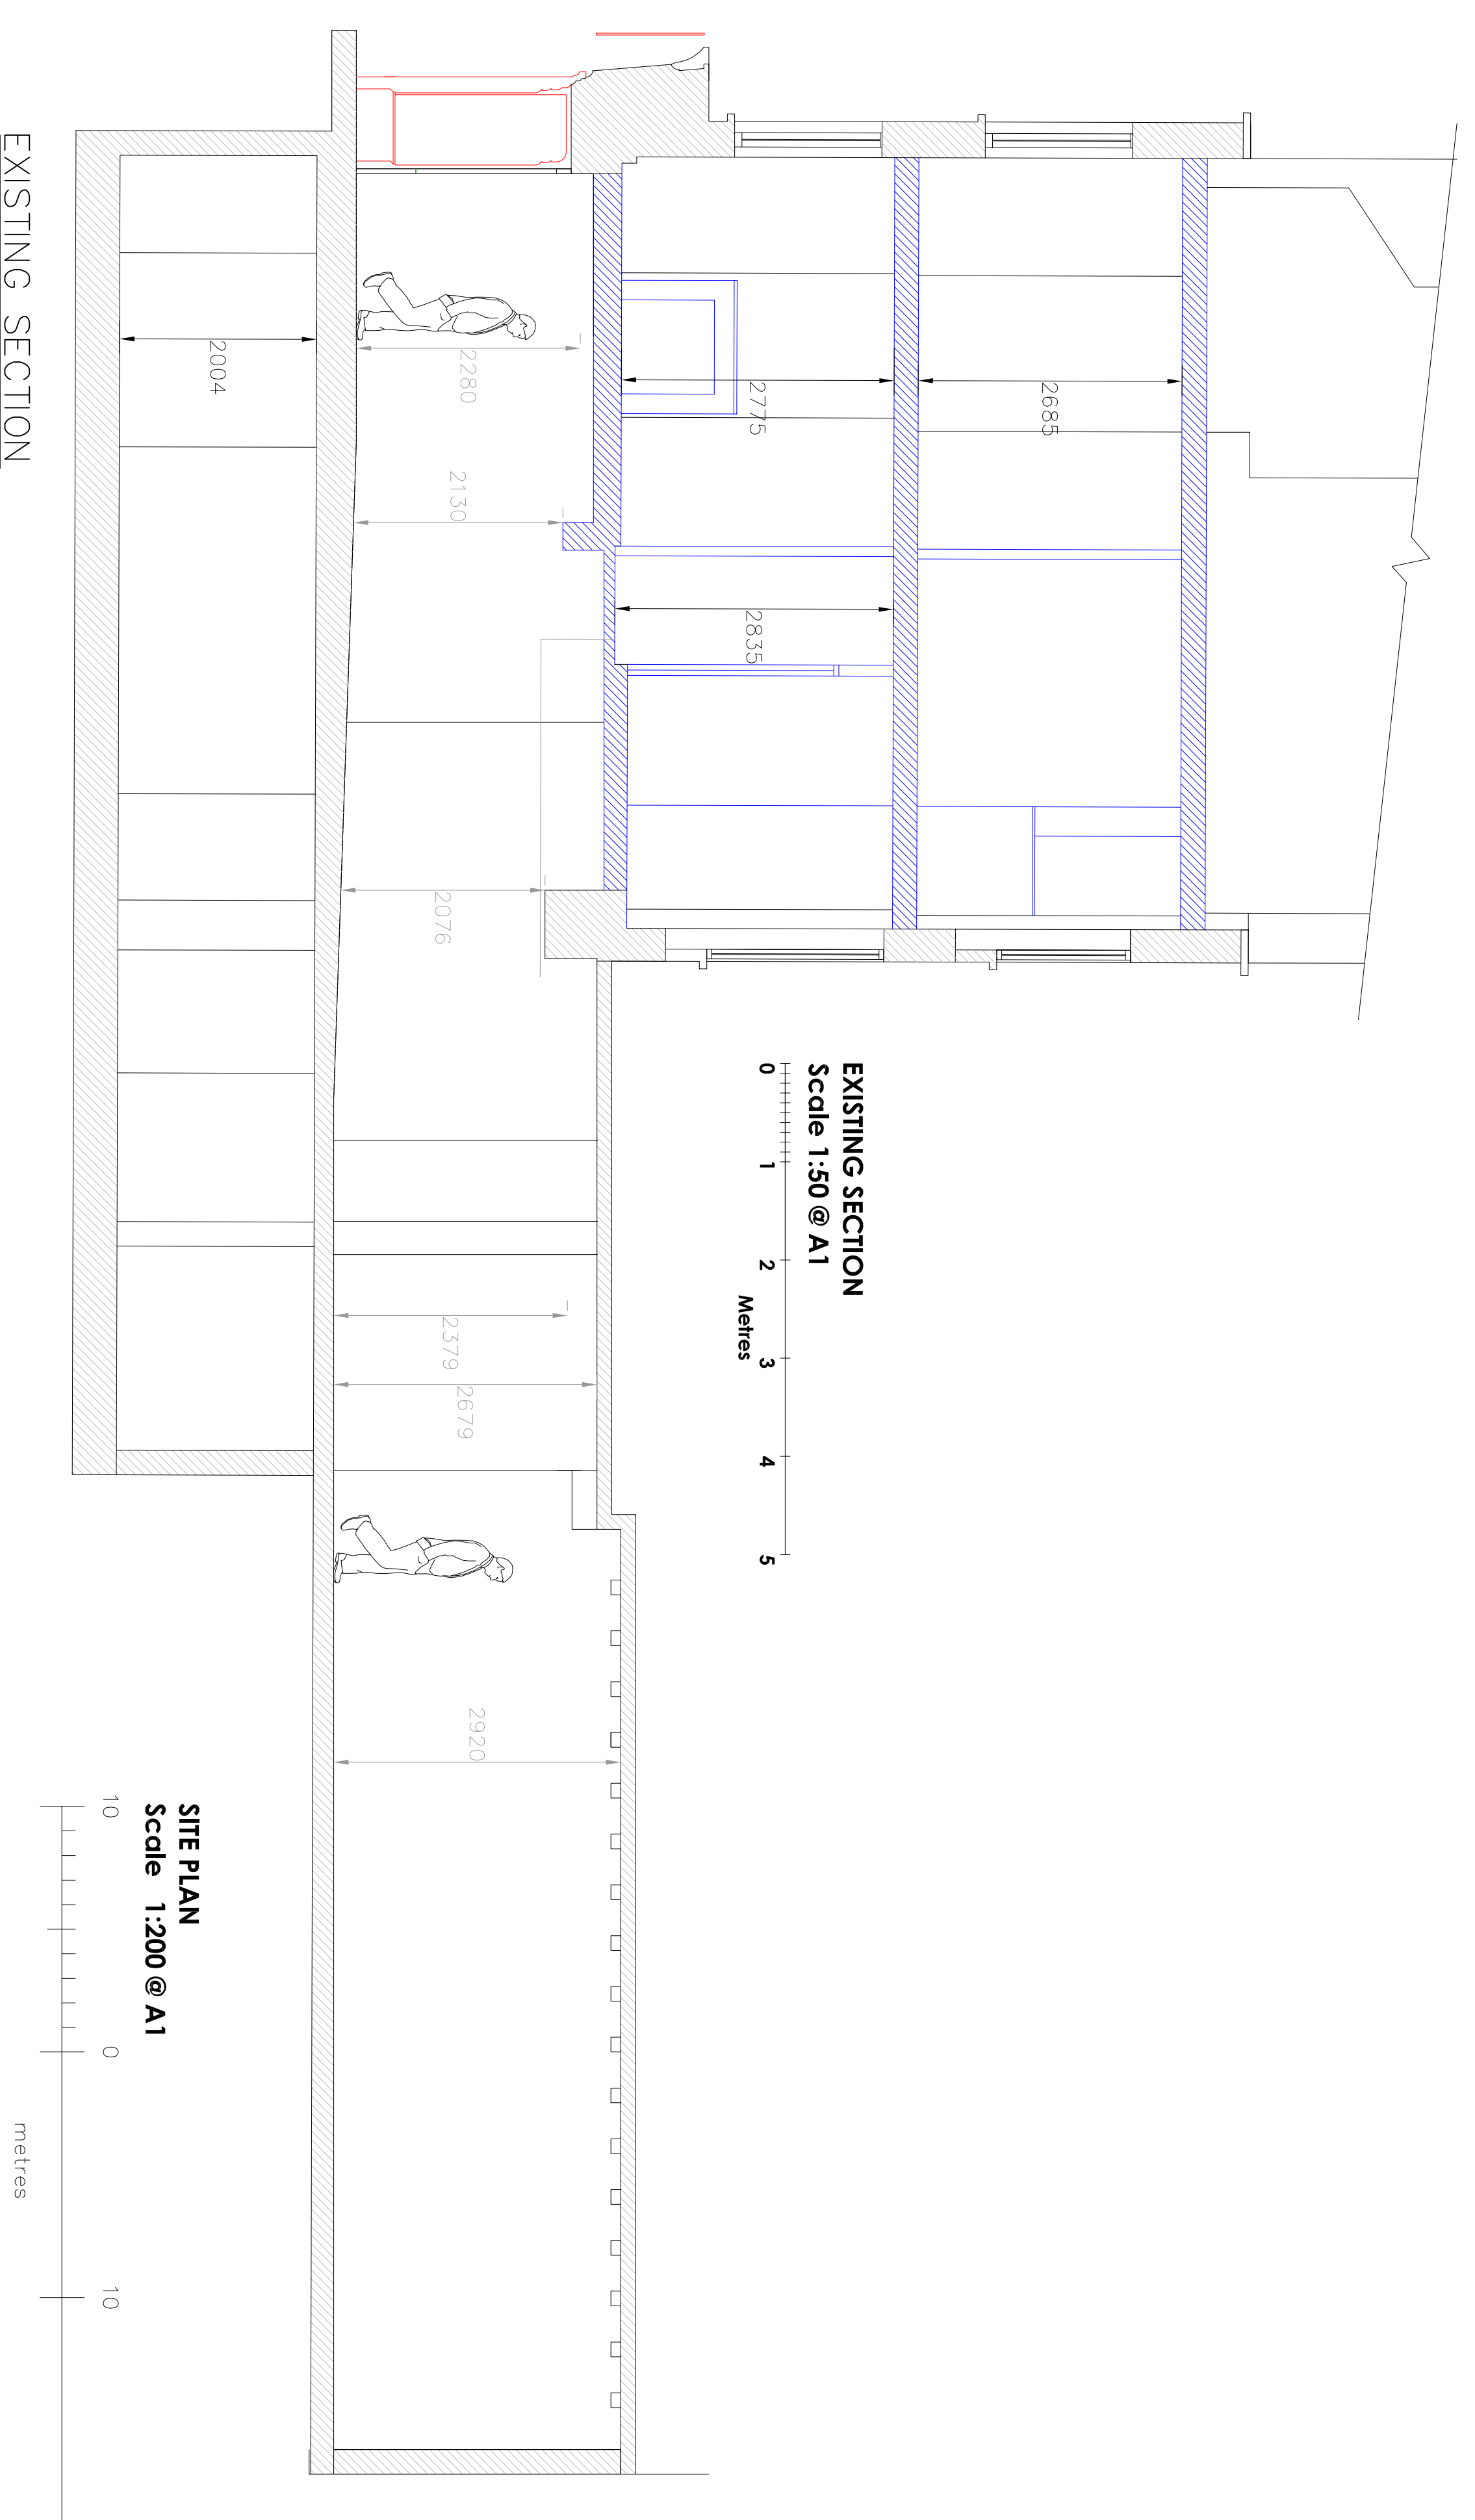 2685
2775
2835
2280
2130
2076
2379
2679
2920
2004
EXISTING SECTION
Scale 1:50 @ A1
0 1 2 3 4 5
Metres
SITE PLAN
Scale 1:200 @ A1
10 0 10
metres
EXISTING SECTION